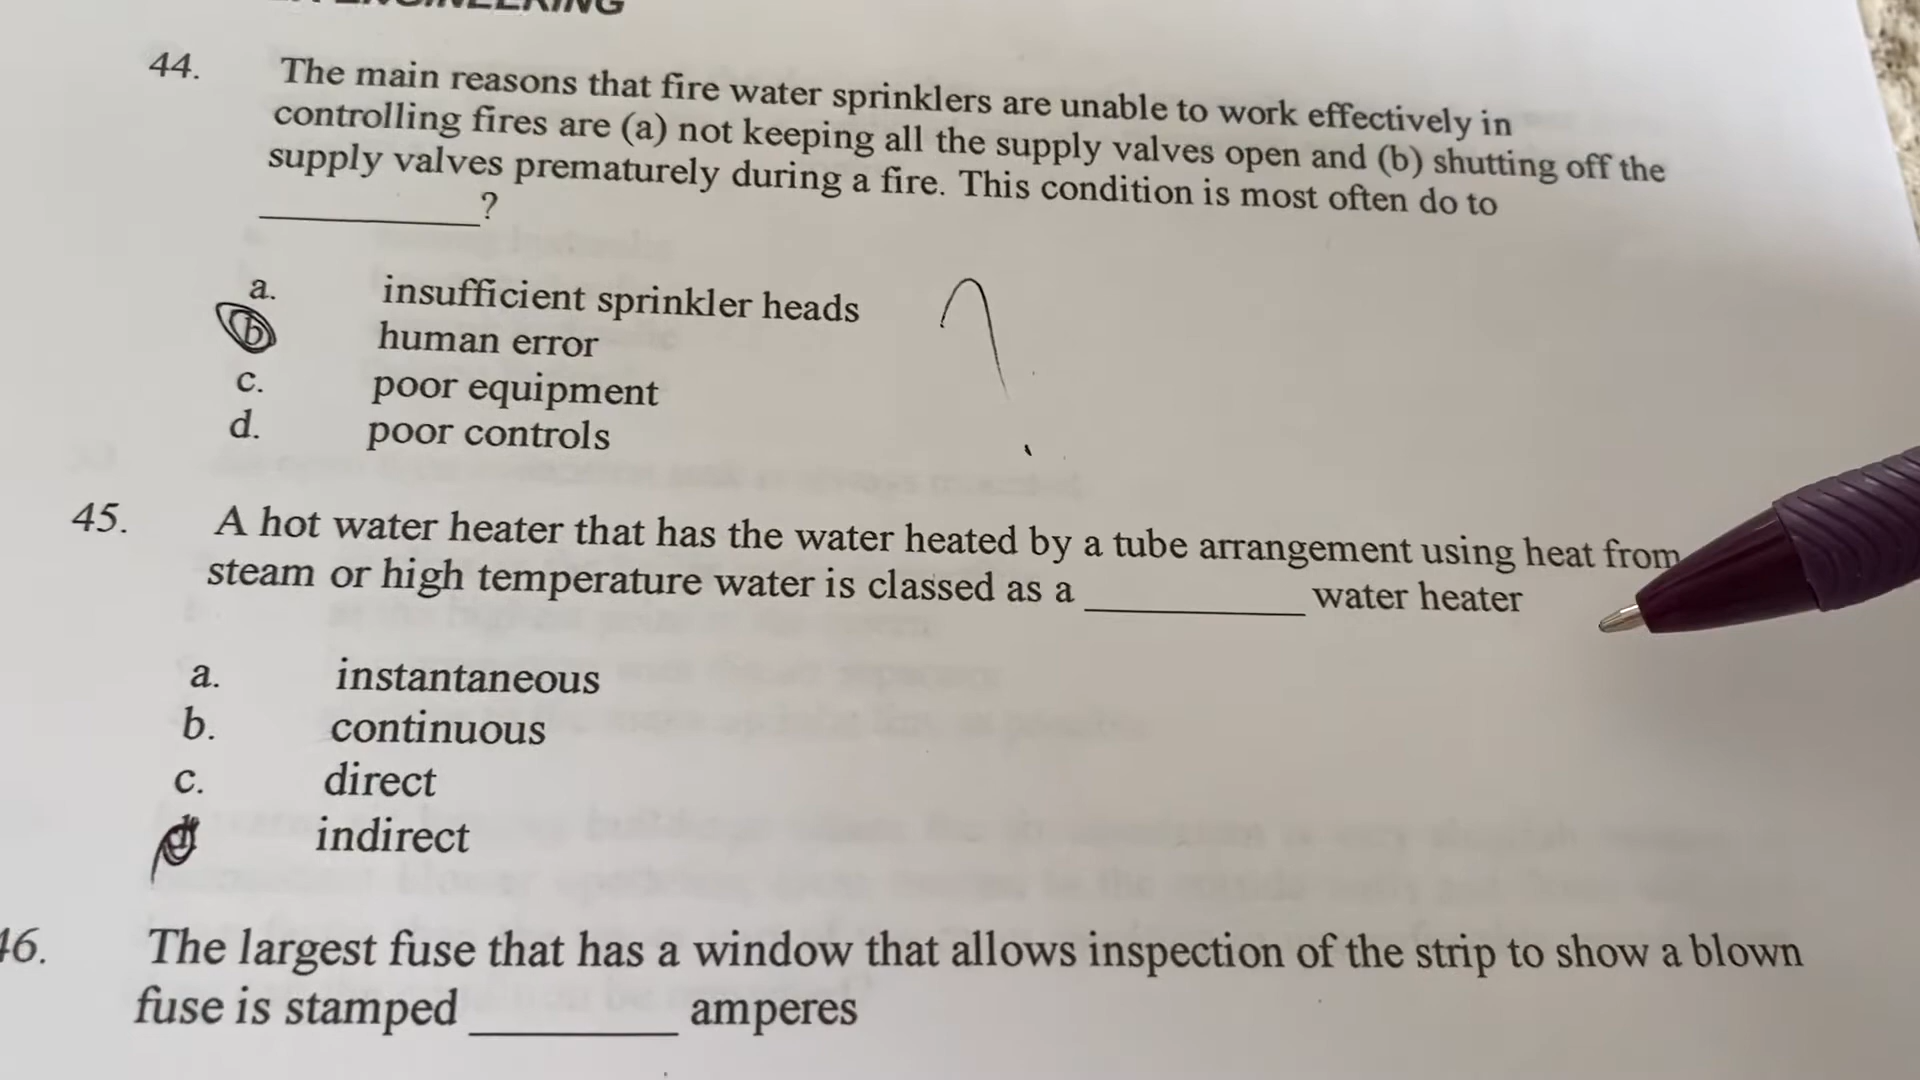 ENGINEERING
44. The main reasons that fire water sprinklers are unable to work effectively in
controlling fires are (a) not keeping all the supply valves open and (b) shutting off the
supply valves prematurely during a fire. This condition is most often do to
__________?
a. insufficient sprinkler heads
b human error
c. poor equipment
d. poor controls
45. A hot water heater that has the water heated by a tube arrangement using heat from
steam or high temperature water is classed as a __________ water heater
a. instantaneous
b. continuous
c. direct
d indirect
46. The largest fuse that has a window that allows inspection of the strip to show a blown
fuse is stamped __________ amperes